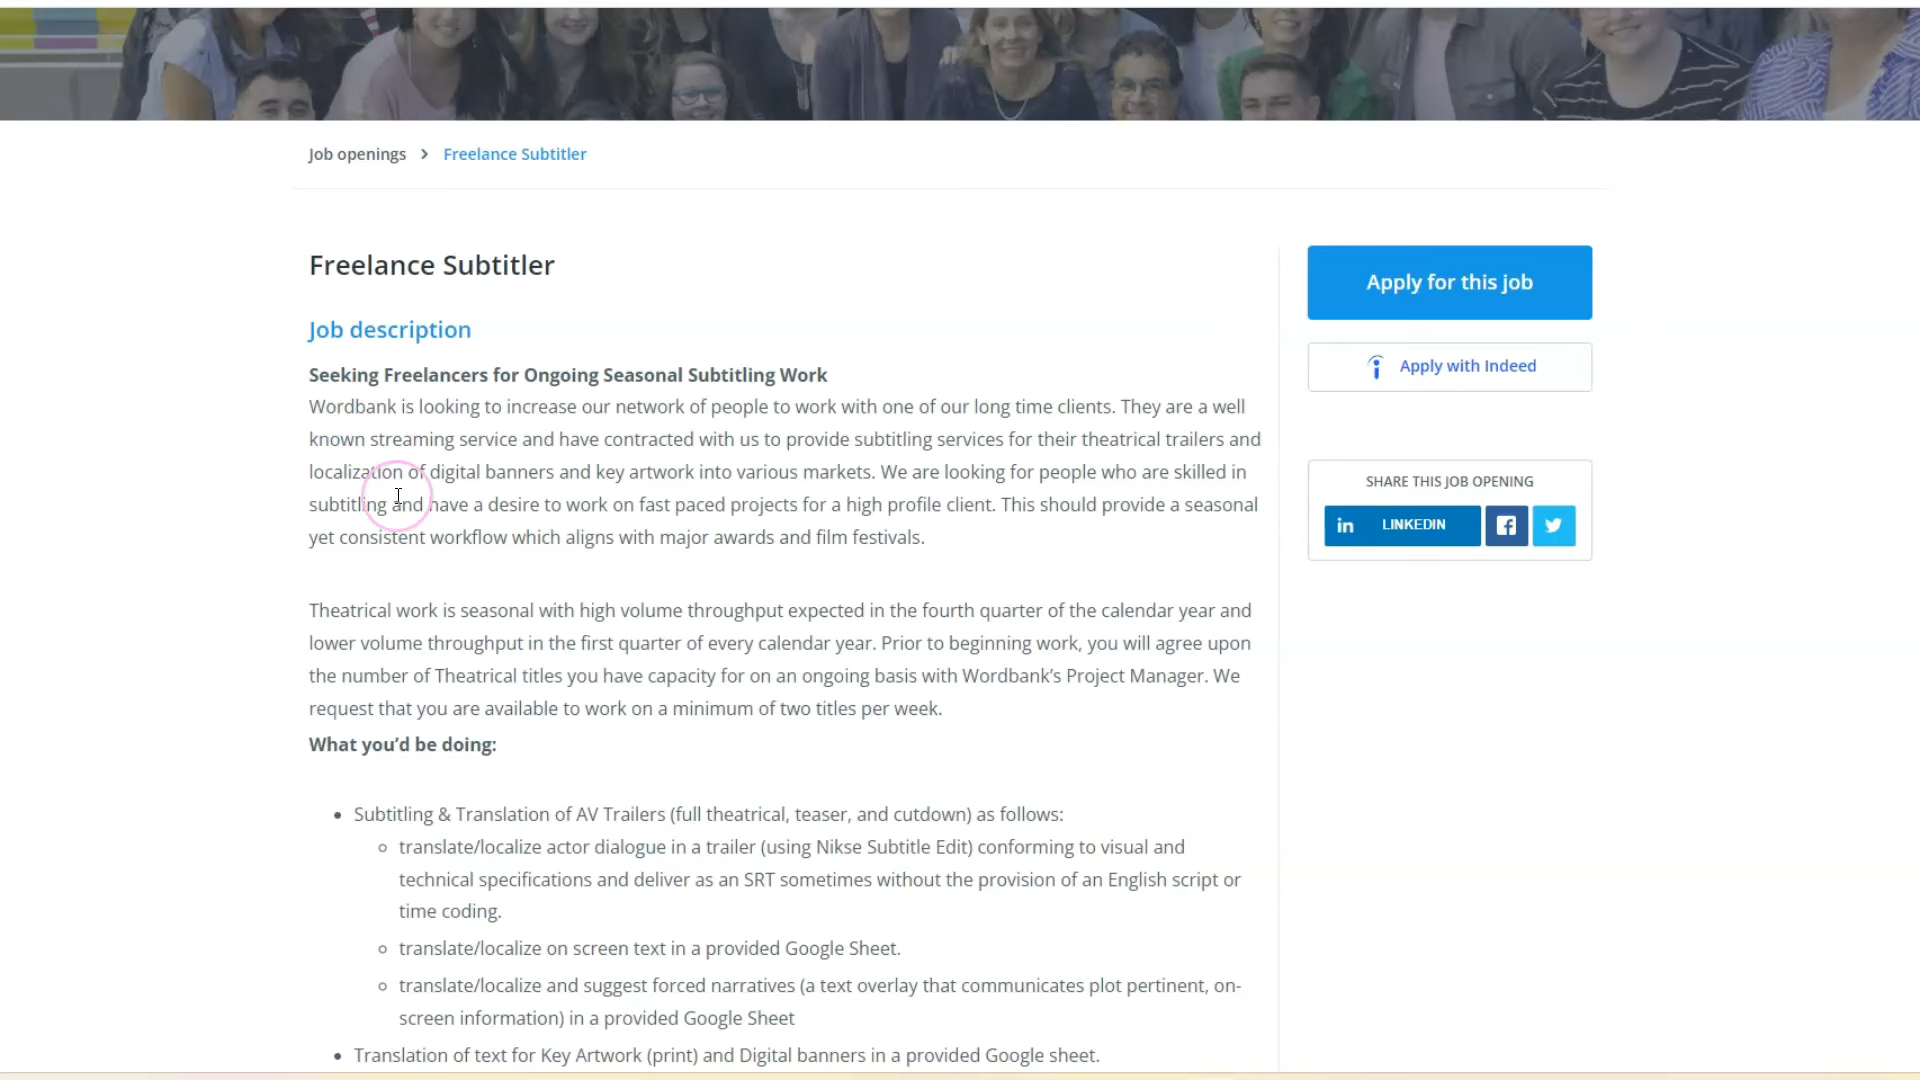 Job openings > Freelance Subtitler
Freelance Subtitler
Apply for this job
Job description
Apply with Indeed
Seeking Freelancers for Ongoing Seasonal Subtitling Work
Wordbank is looking to increase our network of people to work with one of our long time clients. They are a well
known streaming service and have contracted with us to provide subtitling services for their theatrical trailers and
localization of digital banners and key artwork into various markets. We are looking for people who are skilled in
subtitling and have a desire to work on fast paced projects for a high profile client. This should provide a seasonal
yet consistent workflow which aligns with major awards and film festivals.
SHARE THIS JOB OPENING
in LINKEDIN
Theatrical work is seasonal with high volume throughput expected in the fourth quarter of the calendar year and
lower volume throughput in the first quarter of every calendar year. Prior to beginning work, you will agree upon
the number of Theatrical titles you have capacity for on an ongoing basis with Wordbank’s Project Manager. We
request that you are available to work on a minimum of two titles per week.
What you’d be doing:
• Subtitling & Translation of AV Trailers (full theatrical, teaser, and cutdown) as follows:
translate/localize actor dialogue in a trailer (using Nikse Subtitle Edit) conforming to visual and
technical specifications and deliver as an SRT sometimes without the provision of an English script or
time coding.
translate/localize on screen text in a provided Google Sheet.
translate/localize and suggest forced narratives (a text overlay that communicates plot pertinent, on-
screen information) in a provided Google Sheet
• Translation of text for Key Artwork (print) and Digital banners in a provided Google sheet.